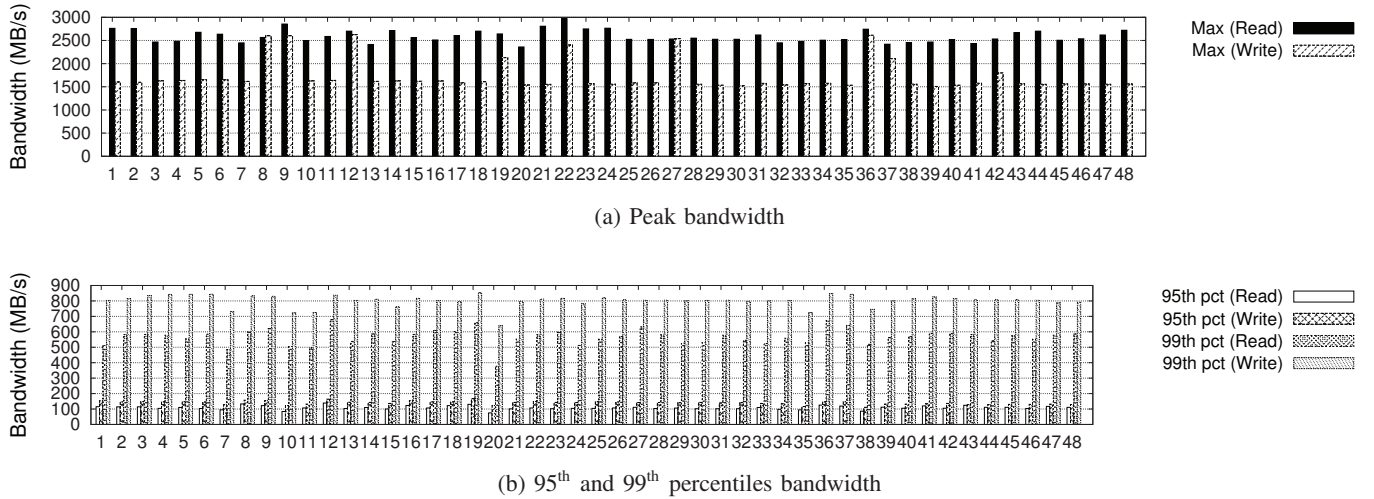 Bandwidth (MB/s)
3000
2500
2000
1500
1000
500
0
1 2 3 4 5 6 7 8 9 10 11 12 13 14 15 16 17 18 19 20 21 22 23 24 25 26 27 28 29 30 31 32 33 34 35 36 37 38 39 40 41 42 43 44 45 46 47 48
Max (Read)
Max (Write)
(a) Peak bandwidth
Bandwidth (MB/s)
900
800
700
600
500
400
300
200
100
0
1 2 3 4 5 6 7 8 9 10 11 12 13 14 15 16 17 18 19 20 21 22 23 24 25 26 27 28 29 30 31 32 33 34 35 36 37 38 39 40 41 42 43 44 45 46 47 48
95th pct (Read)
95th pct (Write)
99th pct (Read)
99th pct (Write)
(b) 95th and 99th percentiles bandwidth